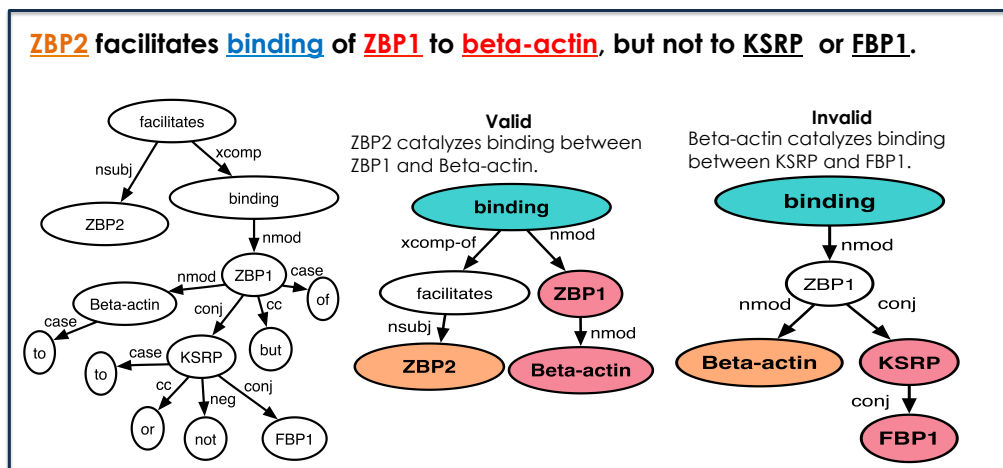 ZBP2 facilitates binding of ZBP1 to beta-actin, but not to KSRP or FBP1.
facilitates
nsubj
xcomp
ZBP2
binding
nmod
ZBP1
nmod
case
Beta-actin
of
conj
cc
case
to
KSRP
but
case
to
cc
neg
conj
or
not
FBP1
Valid
ZBP2 catalyzes binding between
ZBP1 and Beta-actin.
binding
xcomp-of
nmod
facilitates
ZBP1
nsubj
nmod
ZBP2
Beta-actin
Invalid
Beta-actin catalyzes binding
between KSRP and FBP1.
binding
nmod
ZBP1
nmod
conj
Beta-actin
KSRP
conj
FBP1